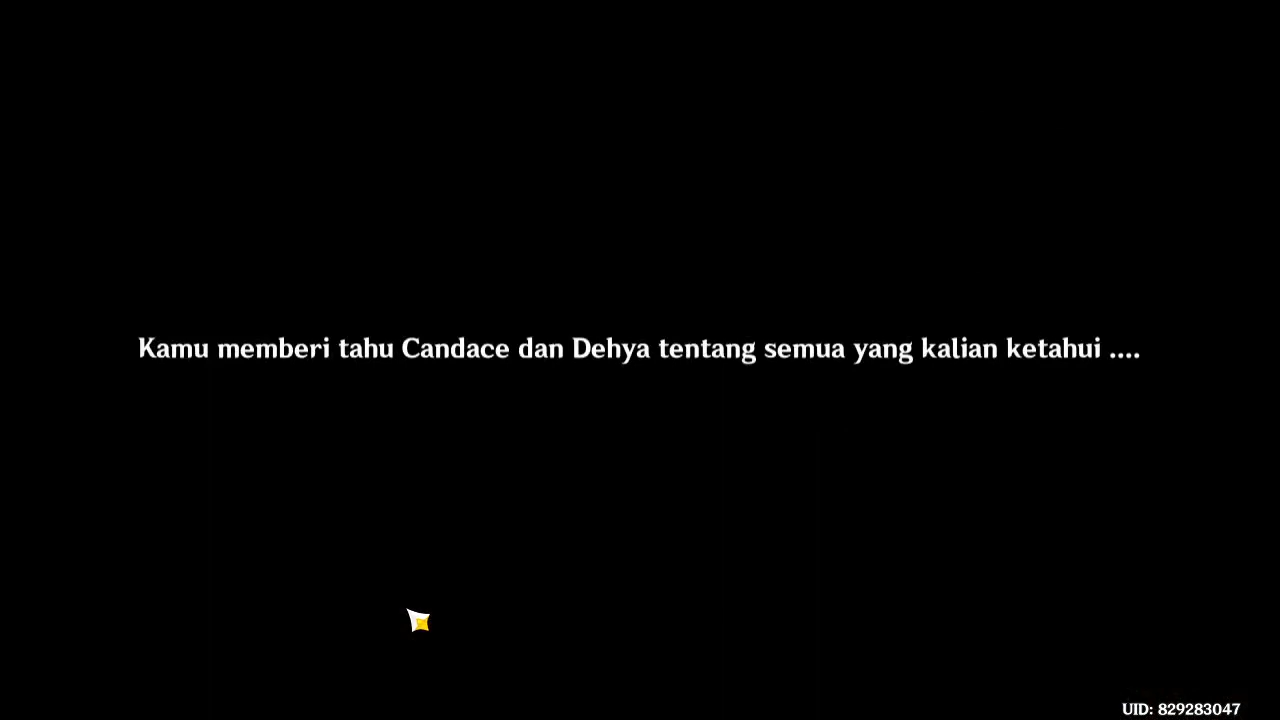 Kamu memberi tahu Candace dan Dehya tentang semua yang kalian ketahui ....
UID: 829283047